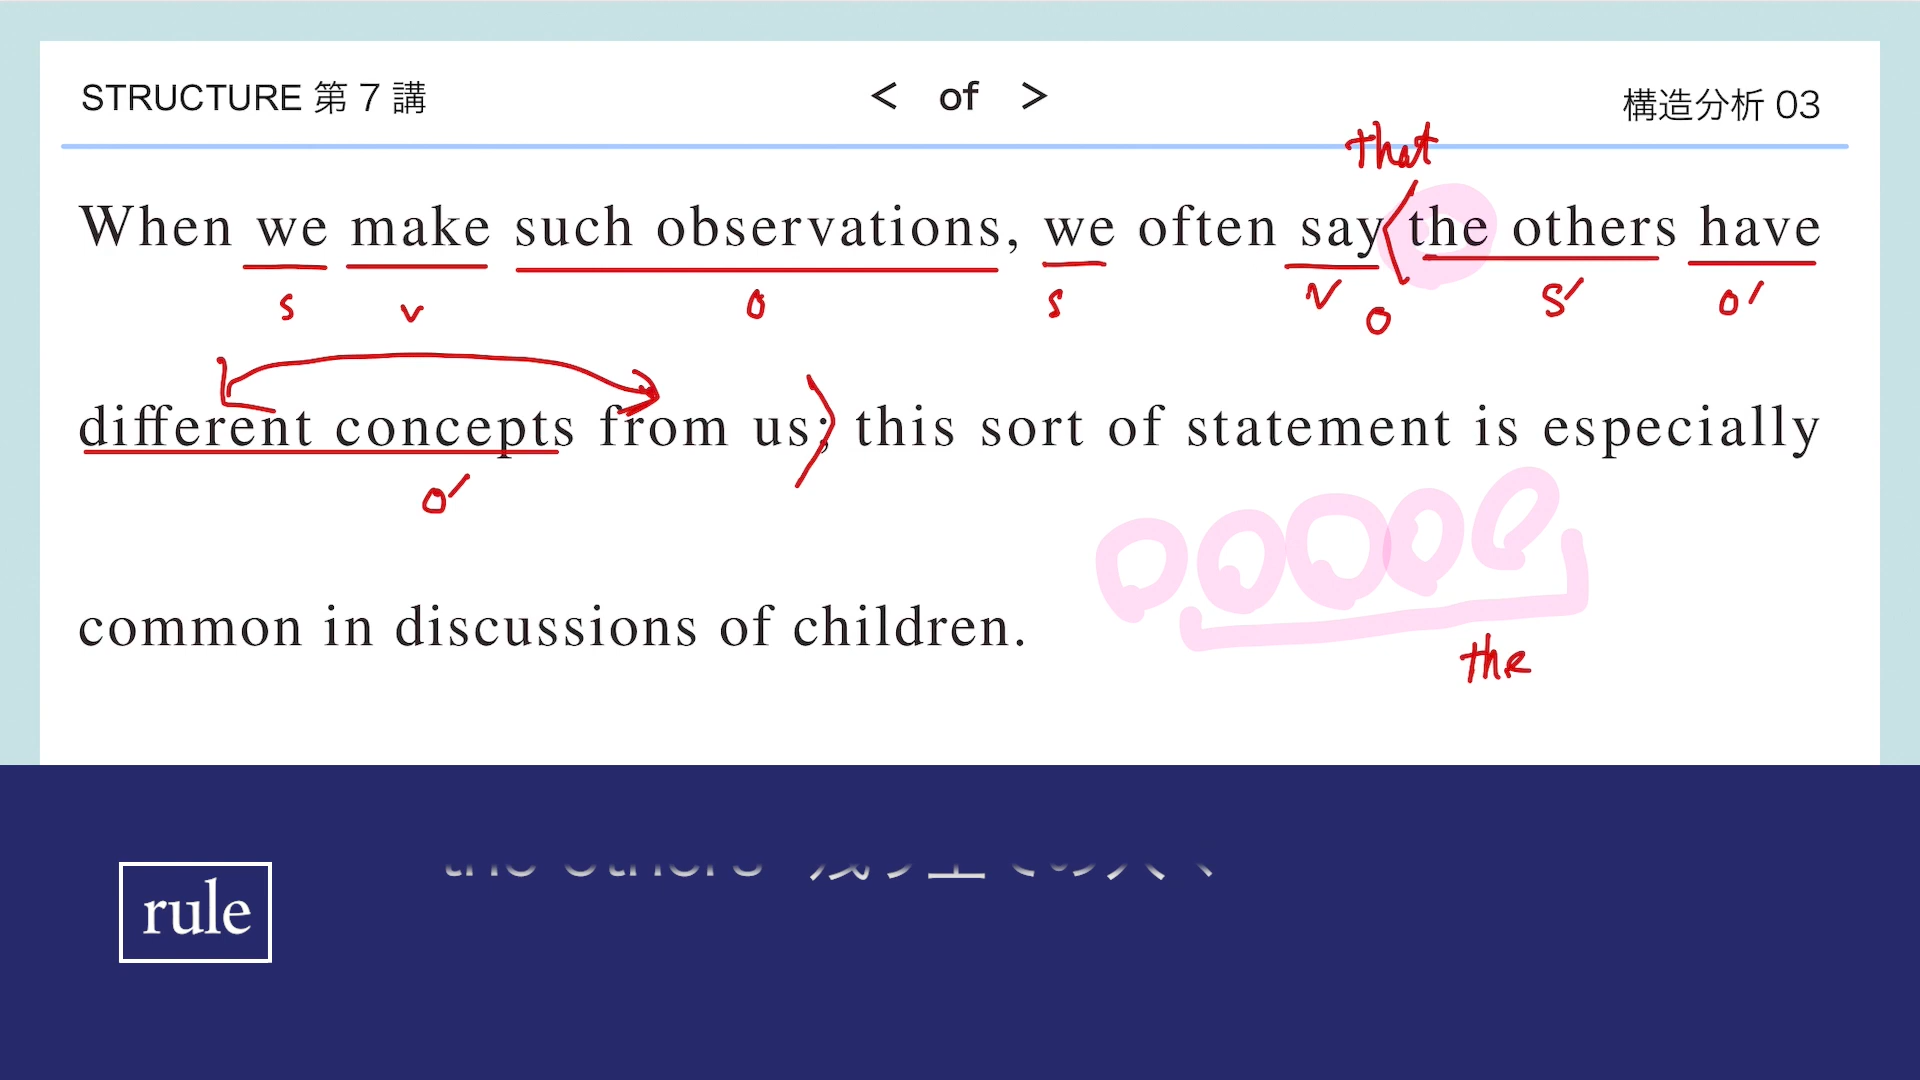 STRUCTURE 第 7 講
< of >
構造分析 03
that
When we make such observations, we often say the others have
S V O S V O S′ O′
different concepts from us; this sort of statement is especially
O′
common in discussions of children.
the
rule
the others